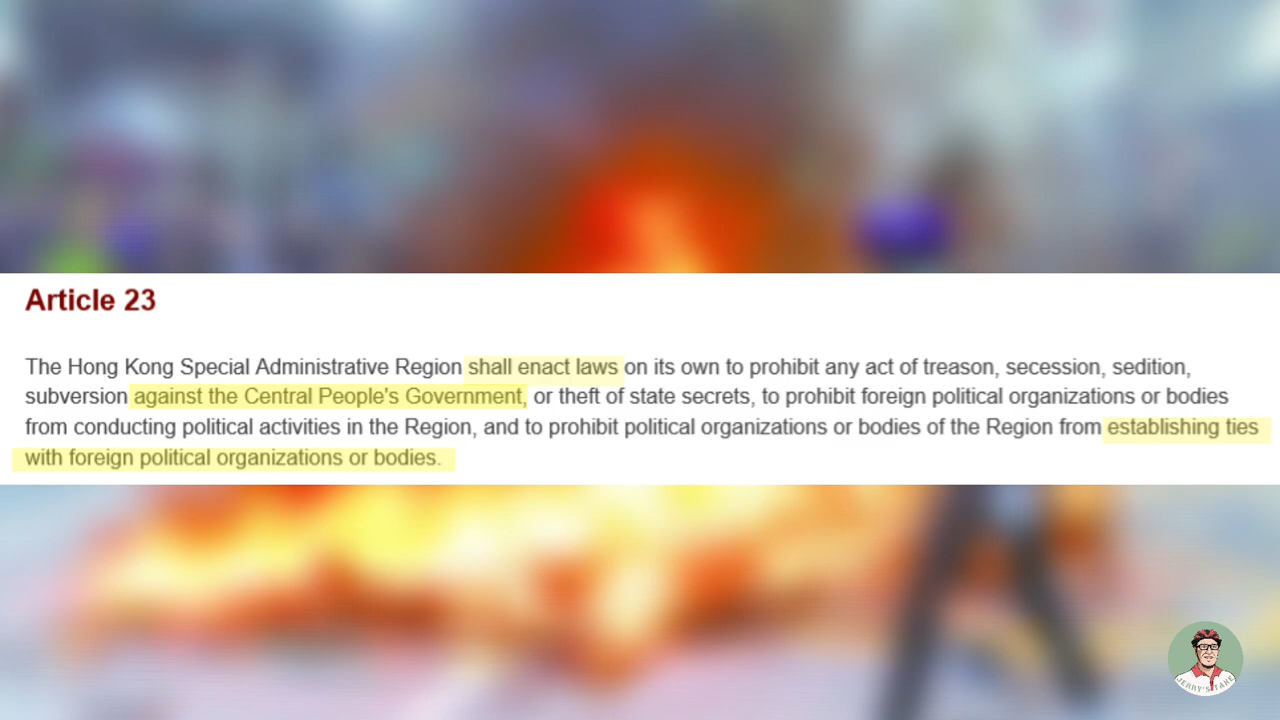 Article 23
The Hong Kong Special Administrative Region shall enact laws on its own to prohibit any act of treason, secession, sedition,
subversion against the Central People's Government, or theft of state secrets, to prohibit foreign political organizations or bodies
from conducting political activities in the Region, and to prohibit political organizations or bodies of the Region from establishing ties
with foreign political organizations or bodies.
JERRY'S TAKE